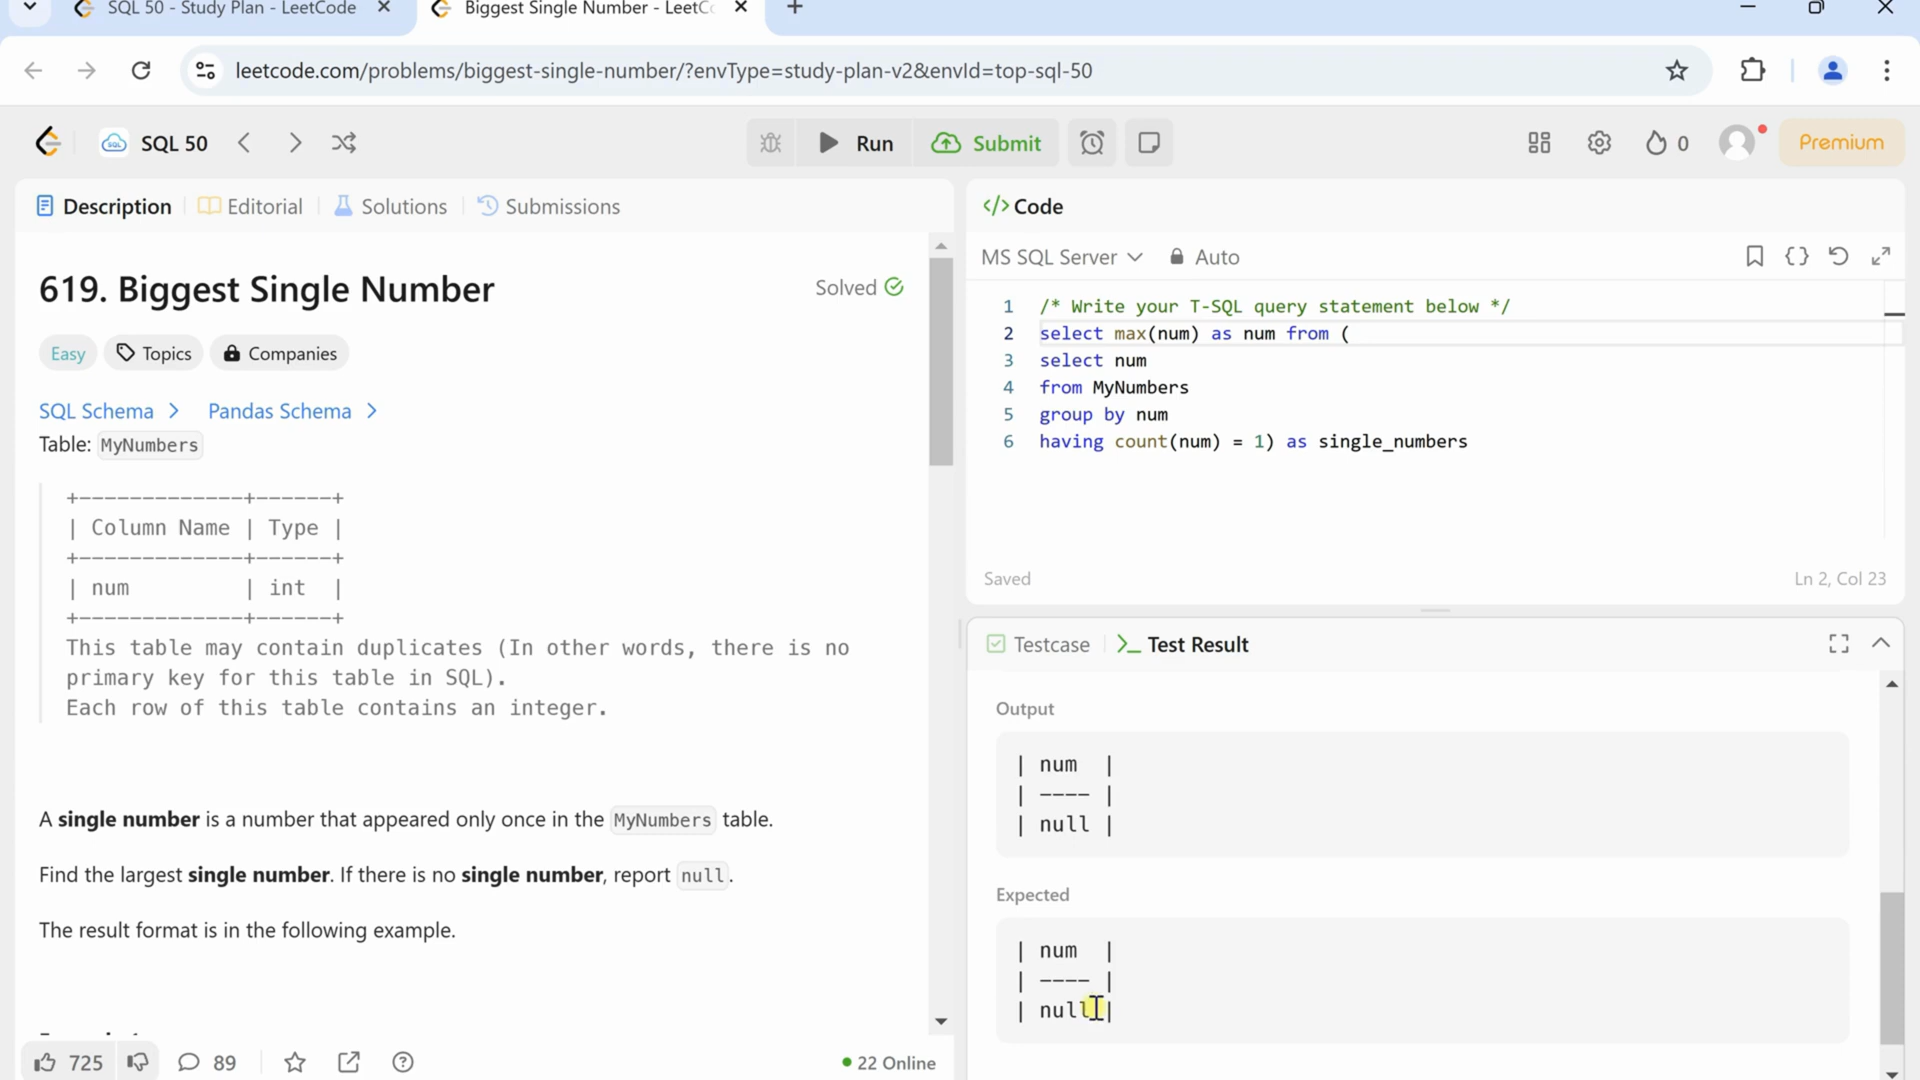 SQL 50 - Study Plan - LeetCode
Biggest Single Number - LeetC
leetcode.com/problems/biggest-single-number/?envType=study-plan-v2&envId=top-sql-50
SQL 50
Run
Submit
0
Premium
Description
Editorial
Solutions
Submissions
619. Biggest Single Number
Solved
Easy
Topics
Companies
SQL Schema
Pandas Schema
Table: MyNumbers
+-------------+------+
| Column Name | Type |
+-------------+------+
| num         | int  |
+-------------+------+
This table may contain duplicates (In other words, there is no
primary key for this table in SQL).
Each row of this table contains an integer.
A single number is a number that appeared only once in the MyNumbers table.
Find the largest single number. If there is no single number, report null.
The result format is in the following example.
725
89
22 Online
</> Code
MS SQL Server
Auto
1 /* Write your T-SQL query statement below */
2 select max(num) as num from (
3 select num
4 from MyNumbers
5 group by num
6 having count(num) = 1) as single_numbers
Saved
Ln 2, Col 23
Testcase
>_ Test Result
Output
| num  |
| ---- |
| null |
Expected
| num  |
| ---- |
| null |